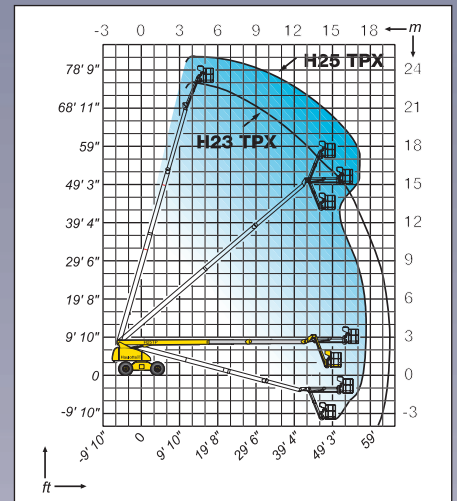 -3 0 3 6 9 12 15 18 m
78' 9" 24
68' 11" 21
59' 18
49' 3" 15
39' 4" 12
29' 6" 9
19' 8" 6
9' 10" 3
0 0
-9' 10" -3
H25 TPX
H23 TPX
-9' 10" 0 9' 10" 19' 8" 29' 6" 39' 4" 49' 3" 59'
ft